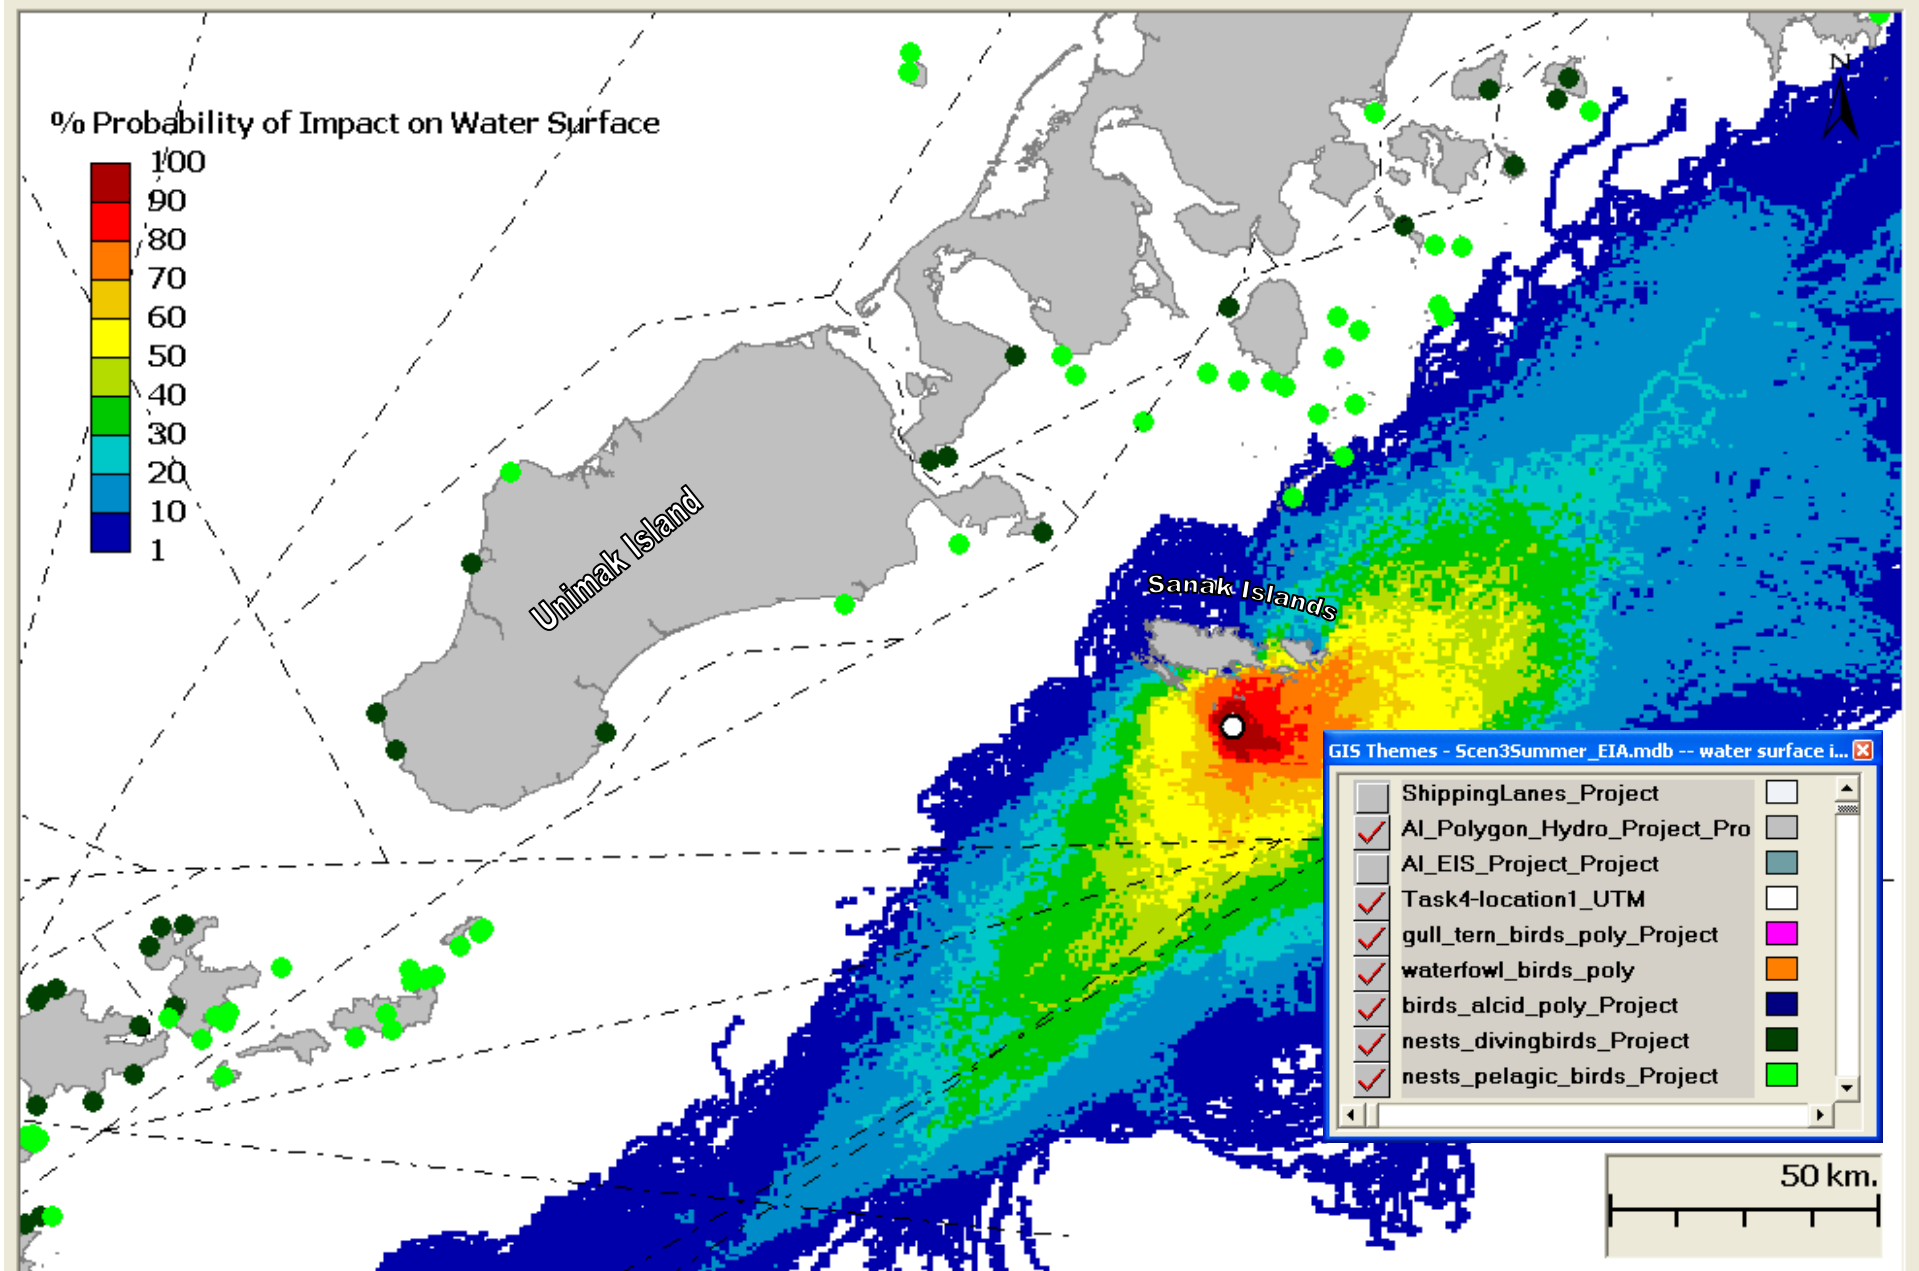 % Probability of Impact on Water Surface
100
90
80
70
60
50
40
30
20
10
1
N
Unimak Island
Sanak Islands
GIS Themes - Scen3Summer_EIA.mdb -- water surface i...
ShippingLanes_Project
AI_Polygon_Hydro_Project_Pro
AI_EIS_Project_Project
Task4-location1_UTM
gull_tern_birds_poly_Project
waterfowl_birds_poly
birds_alcid_poly_Project
nests_divingbirds_Project
nests_pelagic_birds_Project
50 km.